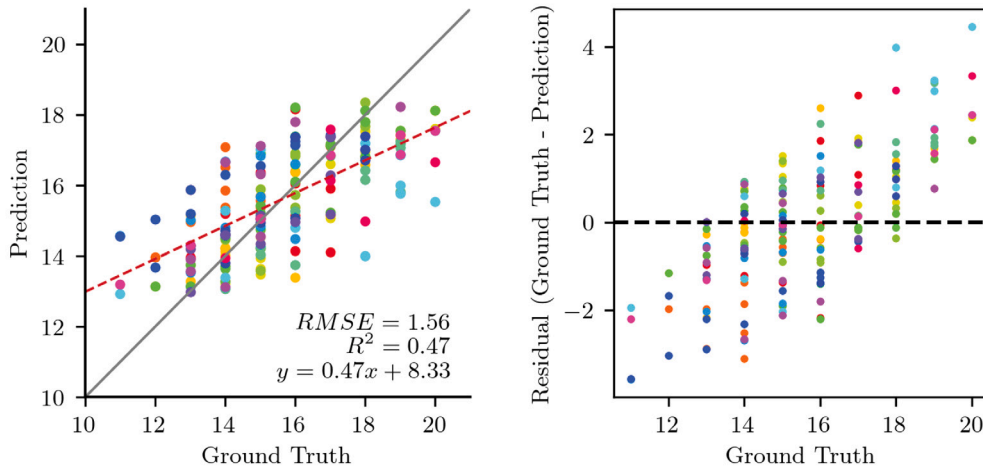 20
18
16
14
12
10
Prediction
RMSE = 1.56
R² = 0.47
y = 0.47x + 8.33
10 12 14 16 18 20
Ground Truth
4
2
0
−2
Residual (Ground Truth - Prediction)
12 14 16 18 20
Ground Truth